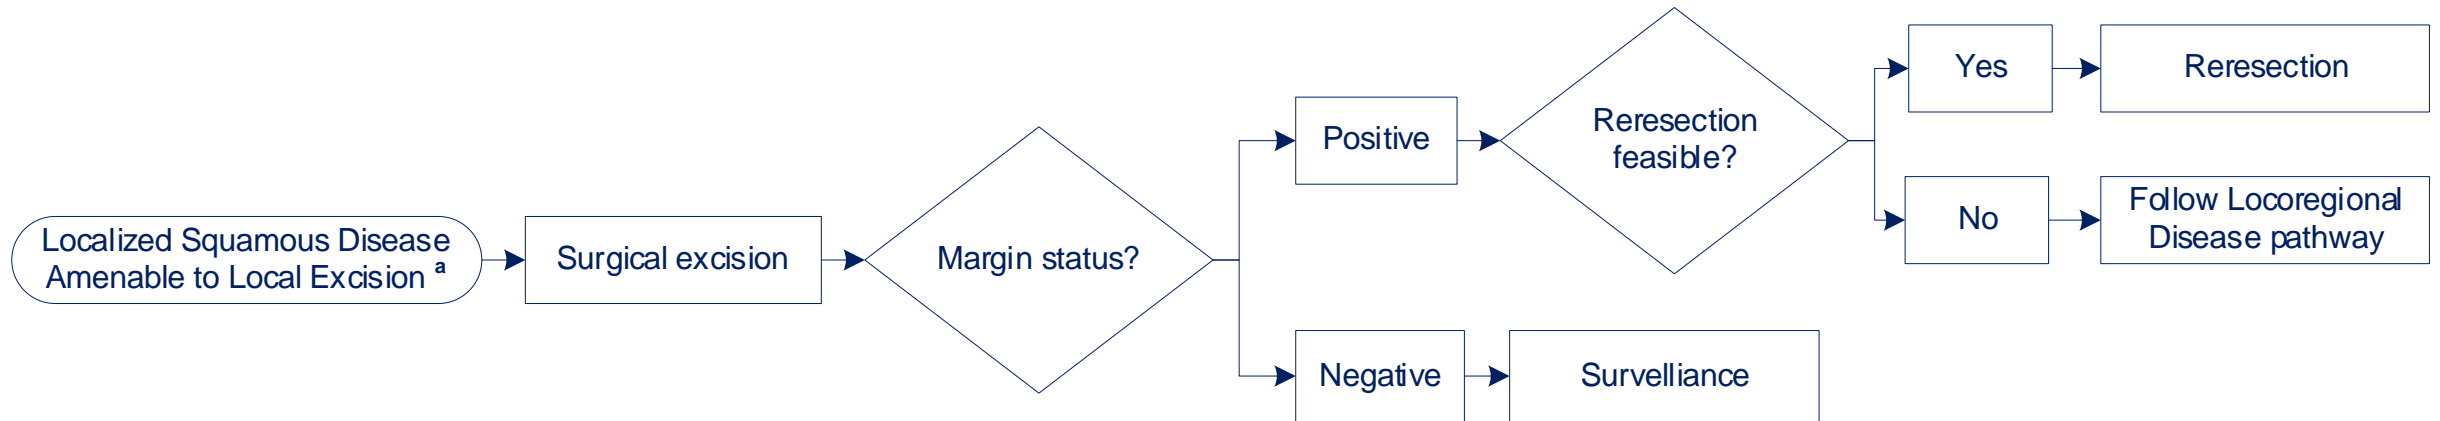 Localized Squamous Disease
Amenable to Local Excision a
Surgical excision
Margin status?
Positive
Reresection
feasible?
Yes
Reresection
No
Follow Locoregional
Disease pathway
Negative
Survelliance